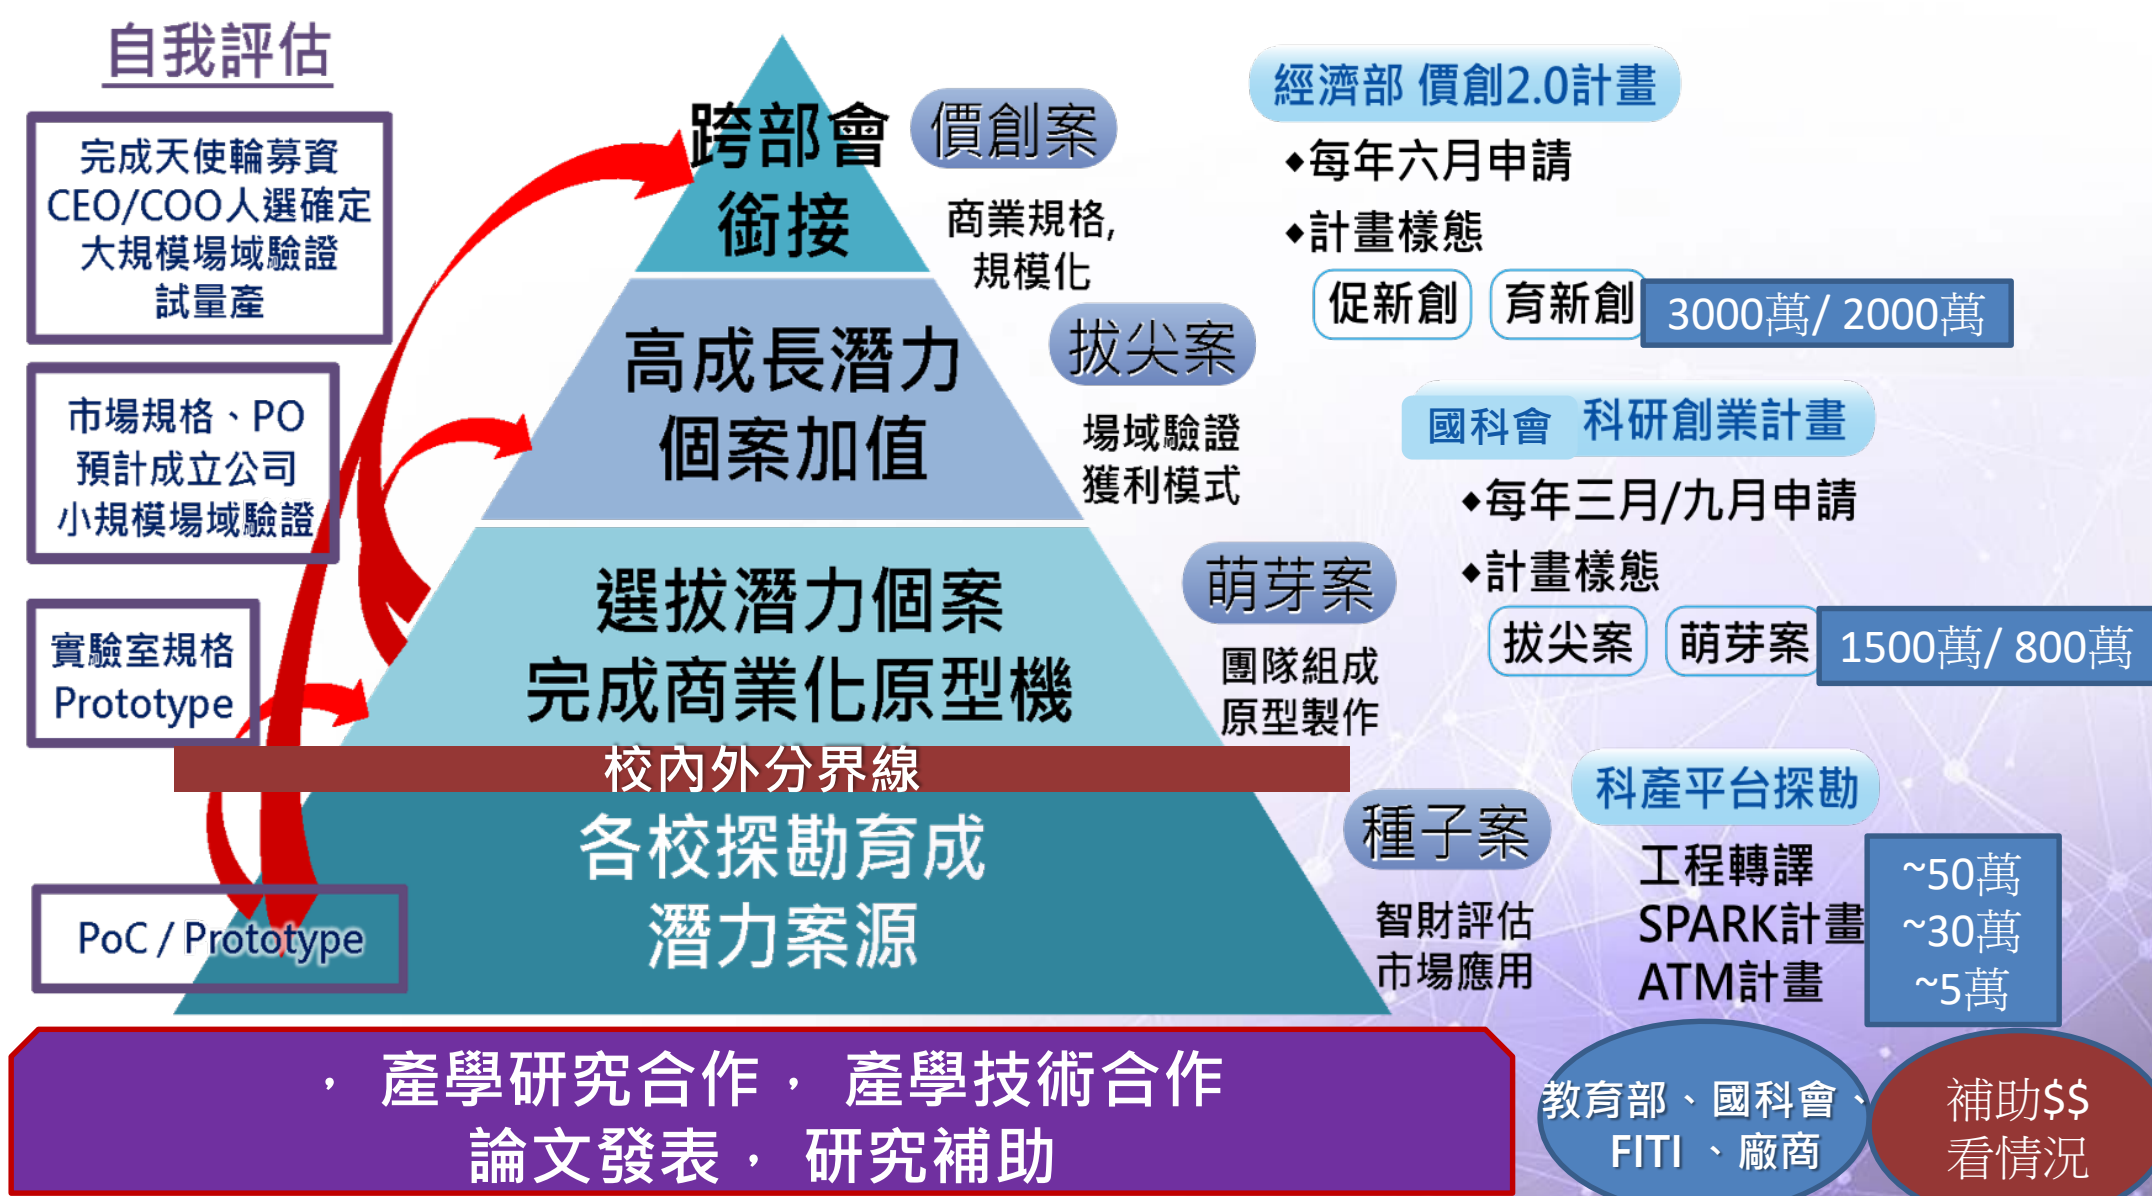 自我評估
完成天使輪募資
CEO/COO人選確定
大規模場域驗證
試量產
市場規格、PO
預計成立公司
小規模場域驗證
實驗室規格
Prototype
PoC / Prototype
跨部會
銜接
高成長潛力
個案加值
選拔潛力個案
完成商業化原型機
校內外分界線
各校探勘育成
潛力案源
價創案
商業規格,
規模化
拔尖案
場域驗證
獲利模式
萌芽案
團隊組成
原型製作
種子案
智財評估
市場應用
經濟部 價創2.0計畫
◆每年六月申請
◆計畫樣態
促新創 育新創 3000萬/ 2000萬
國科會 科研創業計畫
◆每年三月/九月申請
◆計畫樣態
拔尖案 萌芽案 1500萬/ 800萬
科產平台探勘
工程轉譯 ~50萬
SPARK計畫 ~30萬
ATM計畫 ~5萬
， 產學研究合作， 產學技術合作
論文發表， 研究補助
教育部、國科會、
FITI 、廠商
補助$$
看情況